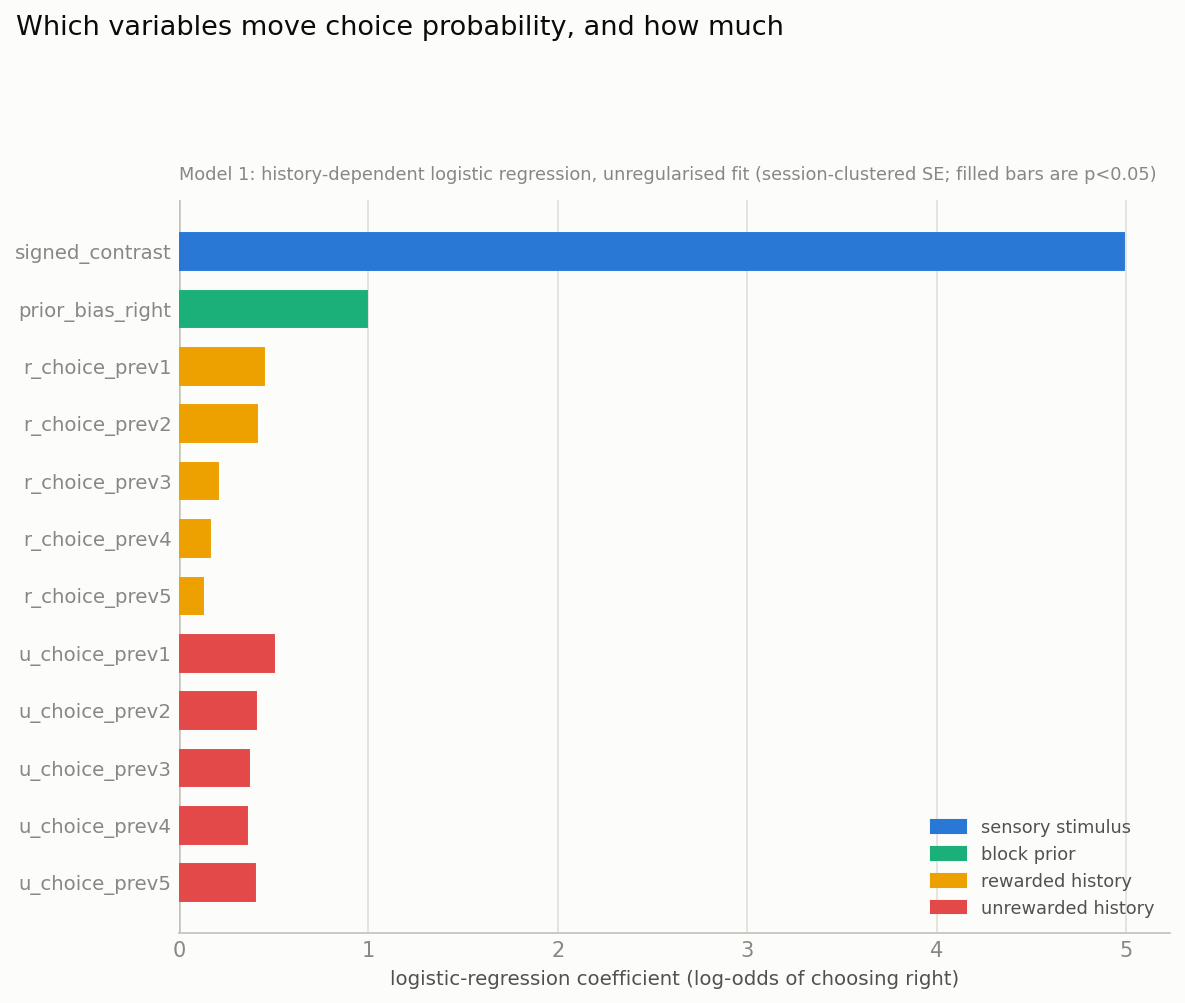 Which variables move choice probability, and how much
Model 1: history-dependent logistic regression, unregularised fit (session-clustered SE; filled bars are p<0.05)
signed_contrast
prior_bias_right
r_choice_prev1
r_choice_prev2
r_choice_prev3
r_choice_prev4
r_choice_prev5
u_choice_prev1
u_choice_prev2
u_choice_prev3
u_choice_prev4
u_choice_prev5
sensory stimulus
block prior
rewarded history
unrewarded history
0 1 2 3 4 5
logistic-regression coefficient (log-odds of choosing right)